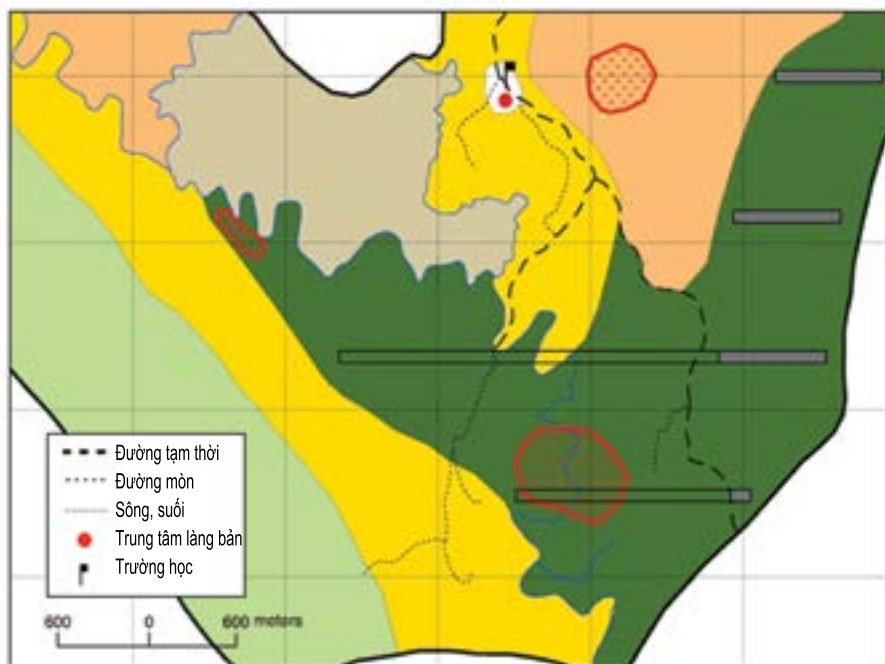 Đường tạm thời
Đường mòn
Sông, suối
Trung tâm làng bản
Trường học
600 0 600 meters